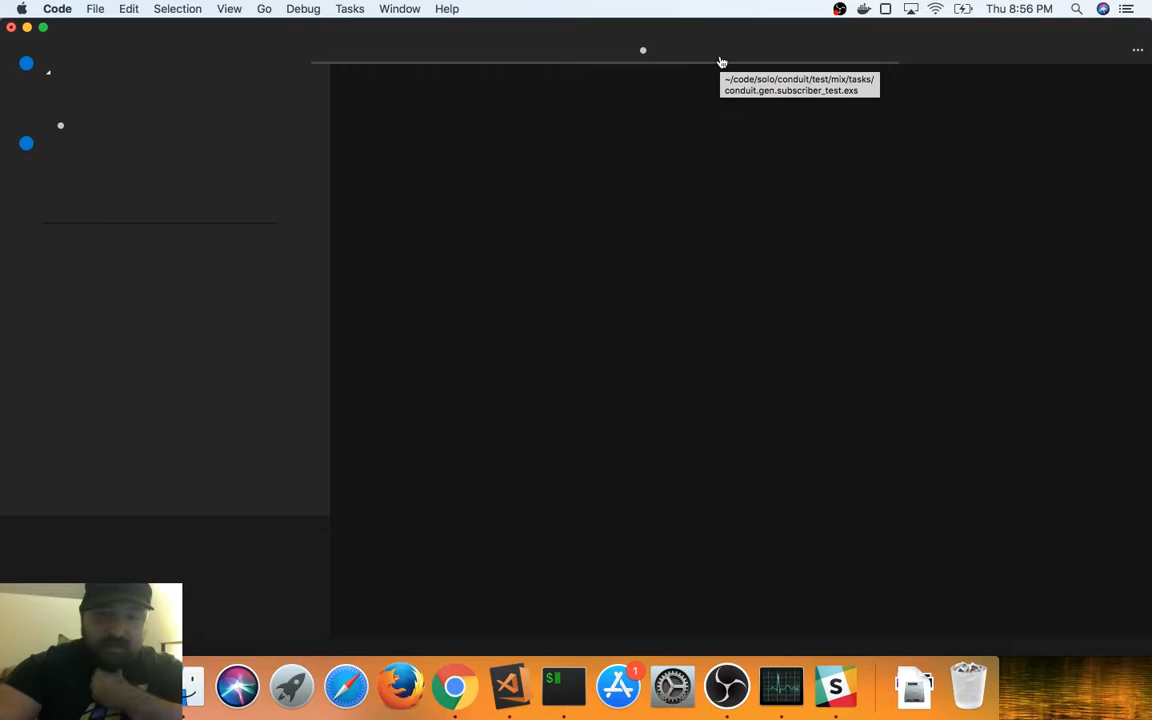 Code File Edit Selection View Go Debug Tasks Window Help Thu 8:56 PM
~/code/solo/conduit/test/mix/tasks/
conduit.gen.subscriber_test.exs
$
1
S